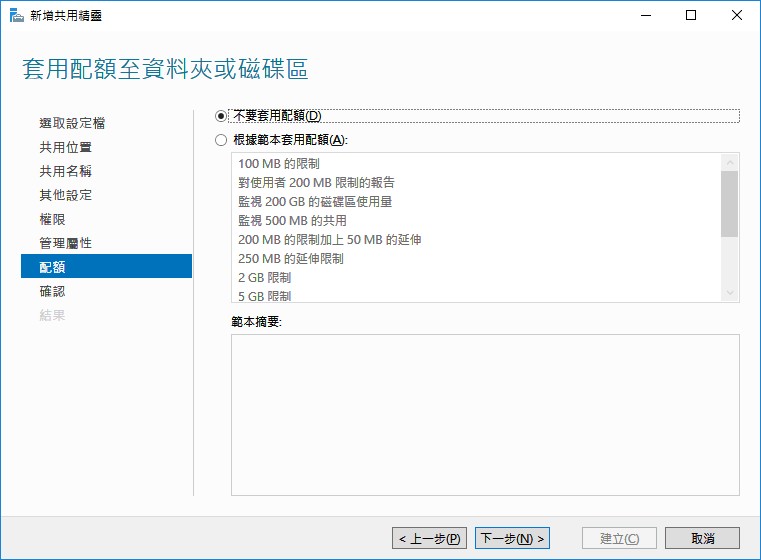 新增共用精靈
套用配額至資料夾或磁碟區
選取設定檔
共用位置
共用名稱
其他設定
權限
管理屬性
配額
確認
結果
不要套用配額(D)
根據範本套用配額(A):
100 MB 的限制
對使用者 200 MB 限制的報告
監視 200 GB 的磁碟區使用量
監視 500 MB 的共用
200 MB 的限制加上 50 MB 的延伸
250 MB 的延伸限制
2 GB 限制
5 GB 限制
範本摘要:
< 上一步(P)
下一步(N) >
建立(C)
取消